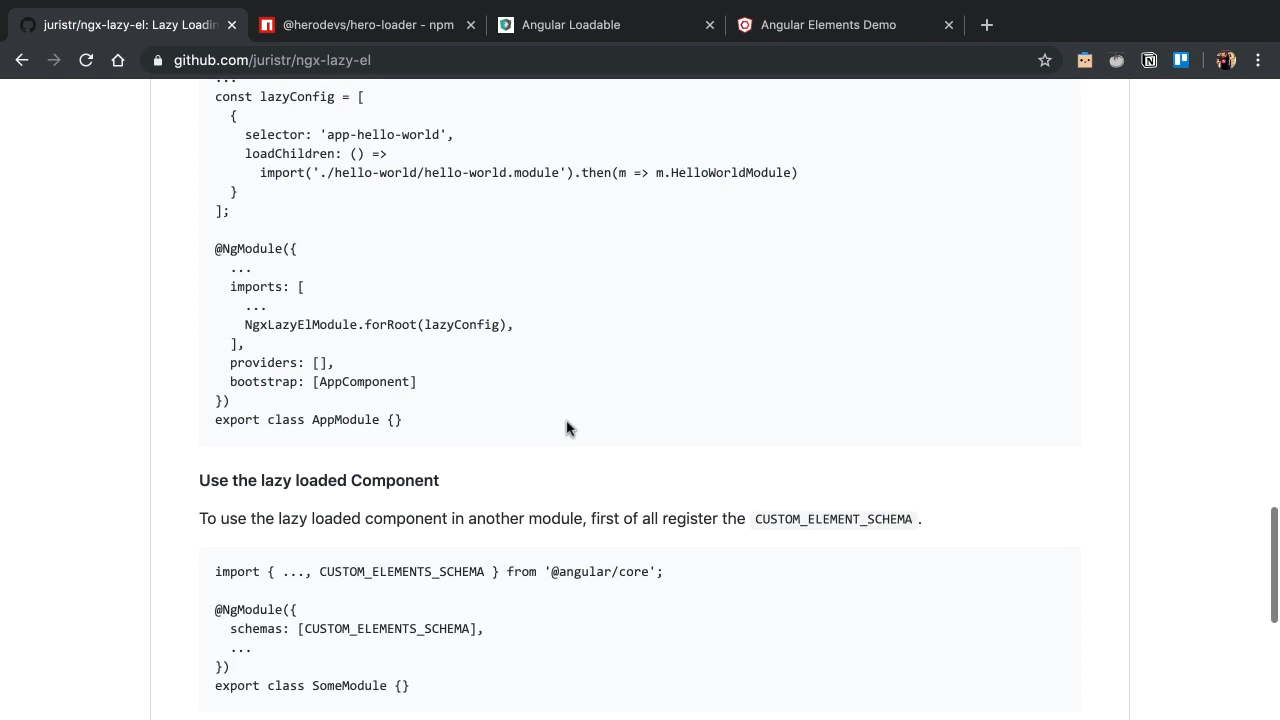 juristr/ngx-lazy-el: Lazy Loadin
@herodevs/hero-loader - npm
Angular Loadable
Angular Elements Demo
github.com/juristr/ngx-lazy-el
...
const lazyConfig = [
{
selector: 'app-hello-world',
loadChildren: () =>
import('./hello-world/hello-world.module').then(m => m.HelloWorldModule)
}
];
@NgModule({
...
imports: [
...
NgxLazyElModule.forRoot(lazyConfig),
],
providers: [],
bootstrap: [AppComponent]
})
export class AppModule {}
Use the lazy loaded Component
To use the lazy loaded component in another module, first of all register the CUSTOM_ELEMENT_SCHEMA.
import { ..., CUSTOM_ELEMENTS_SCHEMA } from '@angular/core';
@NgModule({
schemas: [CUSTOM_ELEMENTS_SCHEMA],
...
})
export class SomeModule {}